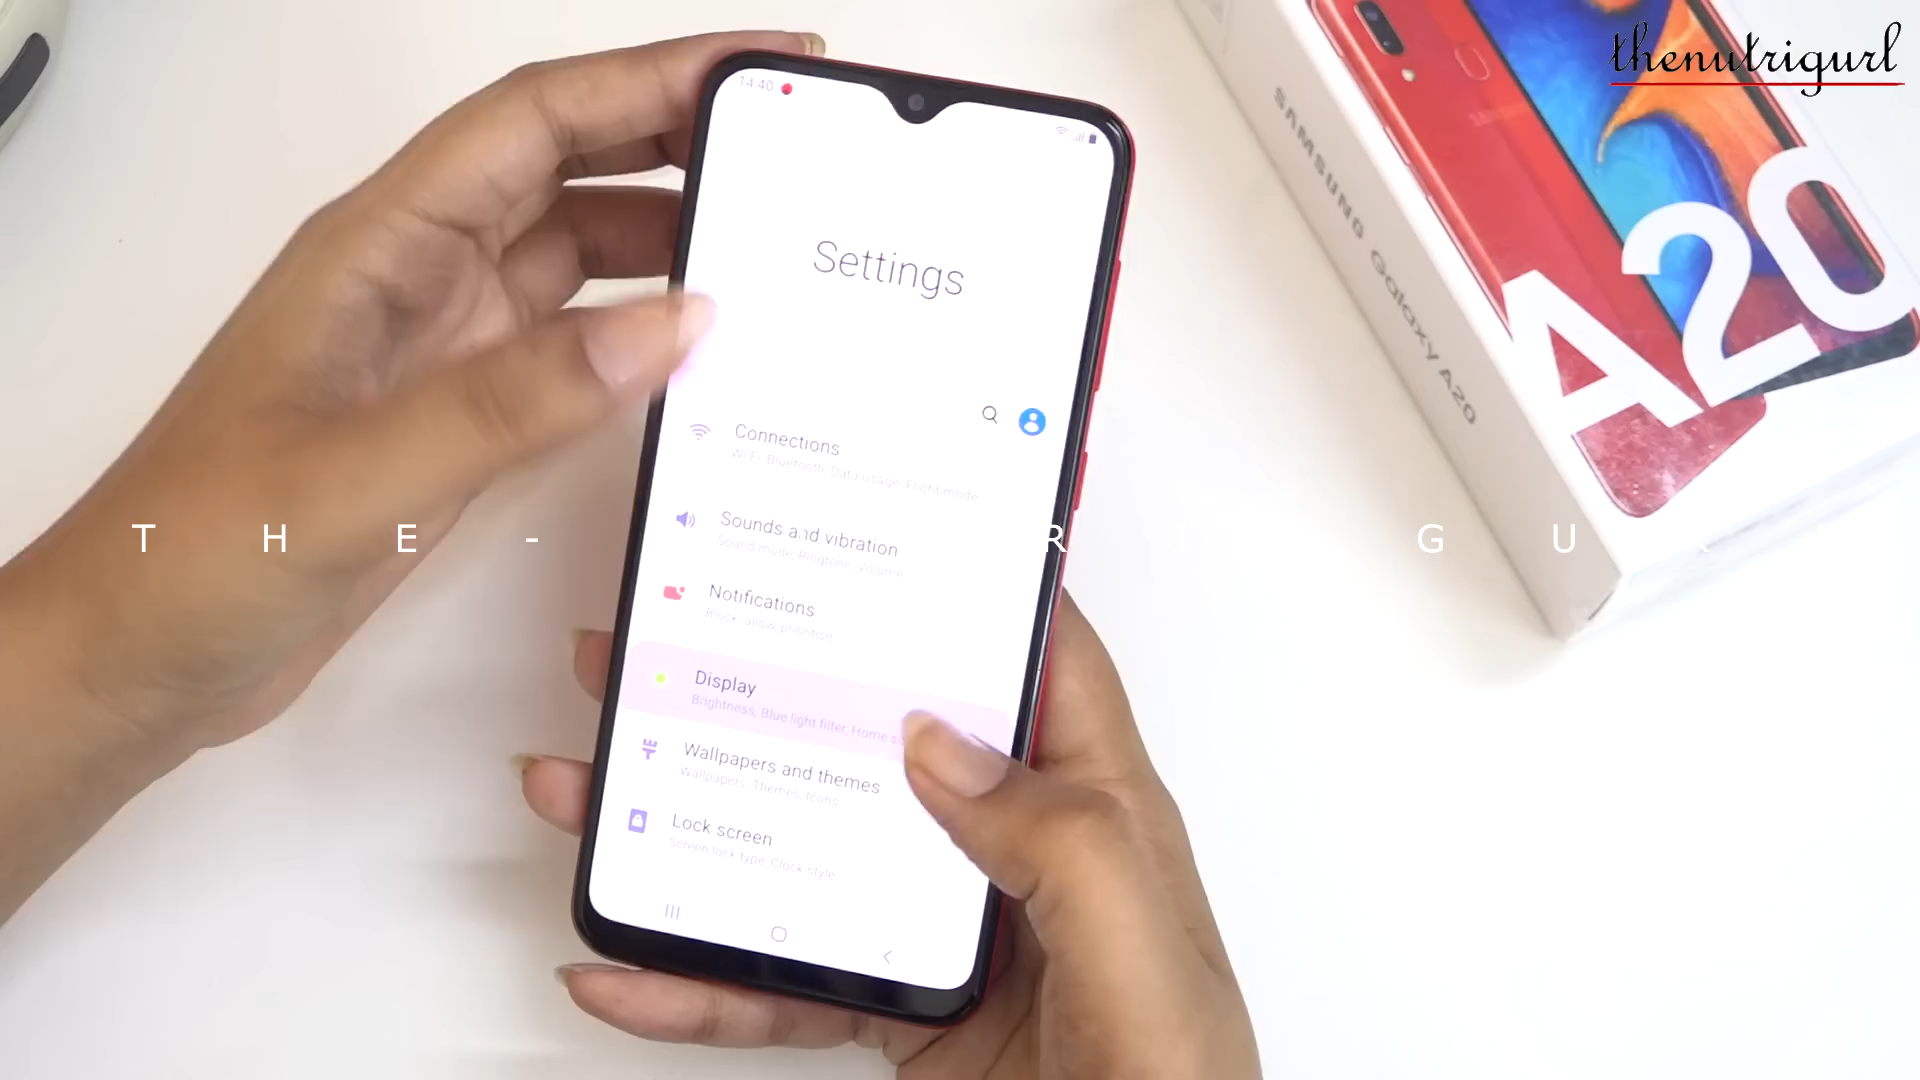 thenutrigurl
14:40
Settings
Connections
Wi-Fi, Bluetooth, Data usage, Flight mode
Sounds and vibration
Sound mode, Ringtone, Volume
Notifications
Block, allow, prioritise
Display
Brightness, Blue light filter, Home
Wallpapers and themes
Wallpapers, Themes, Icons
Lock screen
Screen lock type, Clock style
SAMSUNG Galaxy A20
A20
T H E - R G U